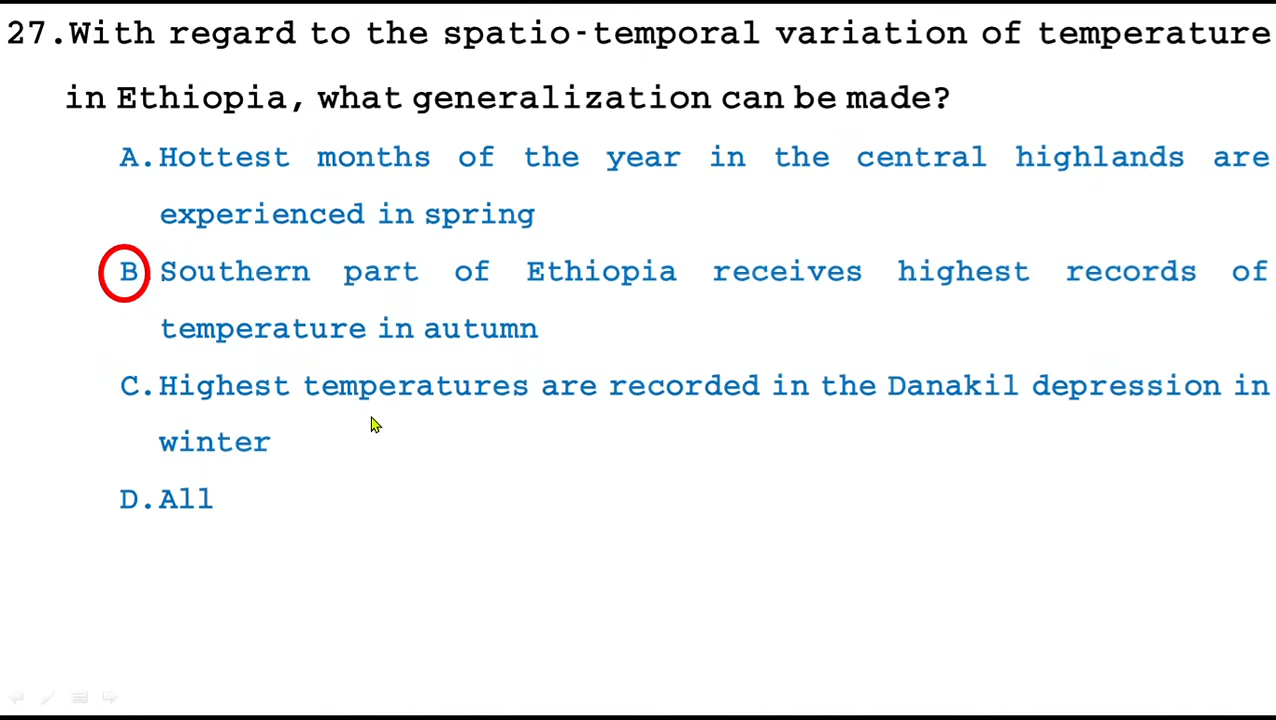 27.With regard to the spatio-temporal variation of temperature
in Ethiopia, what generalization can be made?
A.Hottest months of the year in the central highlands are
experienced in spring
B Southern part of Ethiopia receives highest records of
temperature in autumn
C.Highest temperatures are recorded in the Danakil depression in
winter
D.All